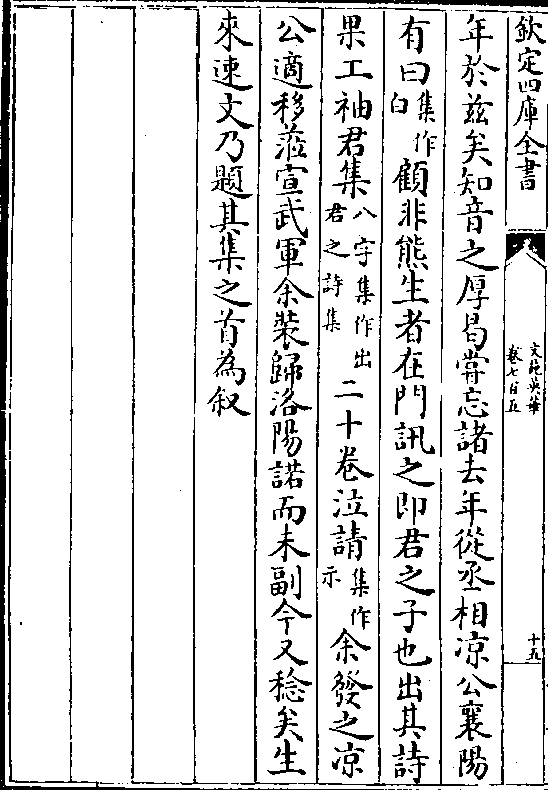 欽定四庫全書
文苑英華
卷七百五
十五
年於兹矣知音之厚曷嘗忘諸去年從丞相凉公襄陽
有曰集作白顧非熊生者在門訊之即君之子也出其詩
果工袖君集八字集作出君之詩集二十卷泣請集作示余發之凉
公適移蒞宣武軍余裝歸洛陽諾而未副今又稔矣生
來速文乃題其集之首為叙